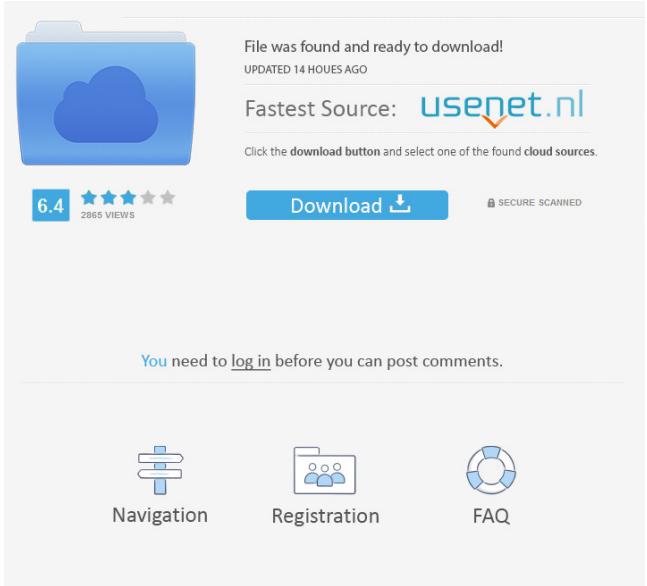 File was found and ready to download!
UPDATED 14 HOUES AGO
Fastest Source: usenet.nl
Click the download button and select one of the found cloud sources.
6.4
2865 VIEWS
Download
SECURE SCANNED
You need to log in before you can post comments.
Navigation
Registration
FAQ